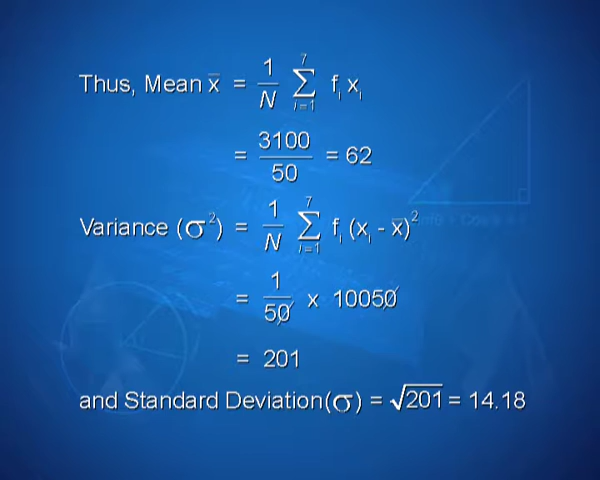 Thus, Mean x̄ = 1/N ∑_{i=1}^{7} f_i x_i
= 3100/50 = 62
Variance (σ²) = 1/N ∑_{i=1}^{7} f_i (x_i - x̄)²
= 1/50 x 10050
= 201
and Standard Deviation(σ) = √201 = 14.18